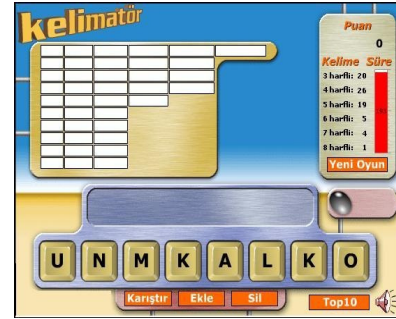 kelimatör
Puan
0
Kelime Süre
3 harfli: 20
4 harfli: 26
5 harfli: 19
6 harfli: 5
7 harfli: 4
8 harfli: 1
Yeni Oyun
U N M K A L K O
Karıştır Ekle Sil
Top10